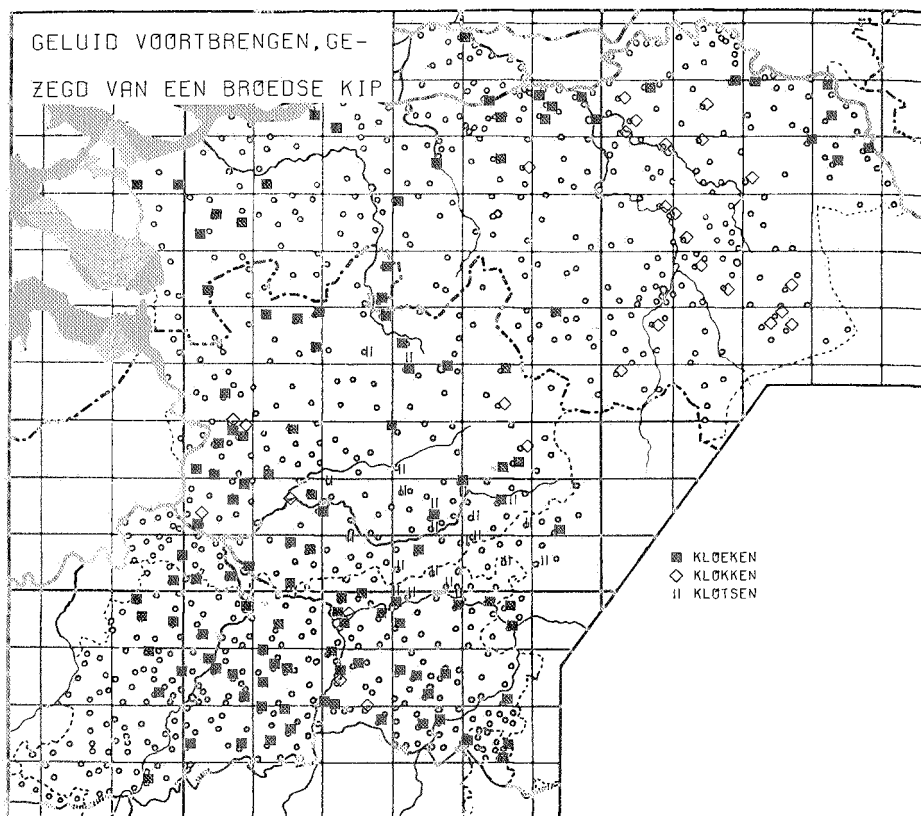 GELUID VOORTBRENGEN, GE-
ZEGD VAN EEN BROEDSE KIP
KLOEKEN
KLOKKEN
KLOTSEN